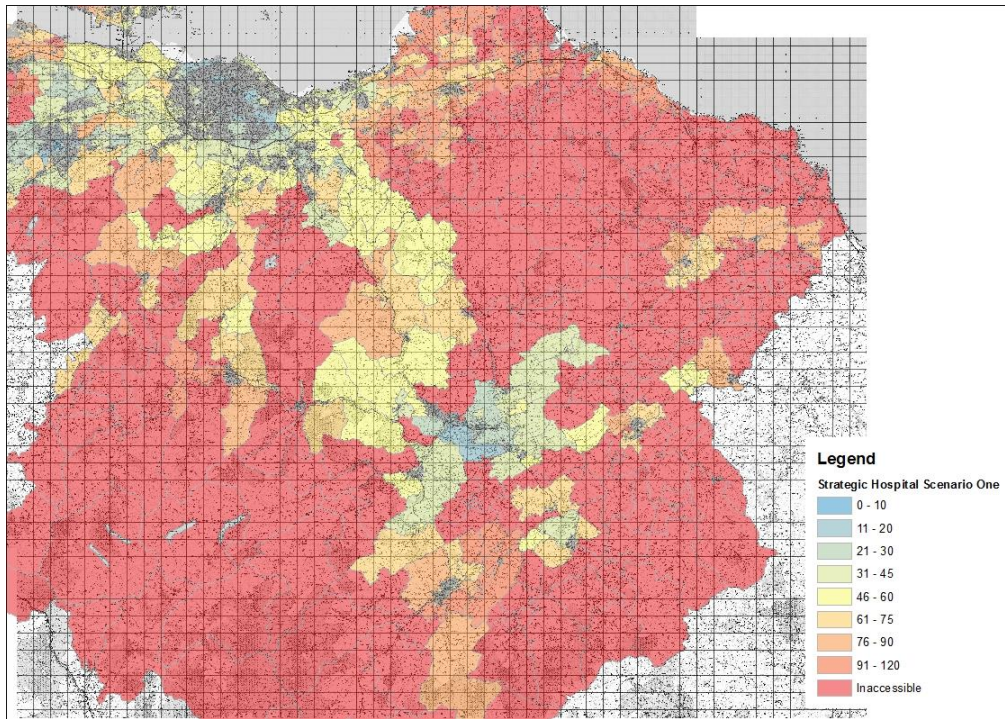 Legend
Strategic Hospital Scenario One
0 - 10
11 - 20
21 - 30
31 - 45
46 - 60
61 - 75
76 - 90
91 - 120
Inaccessible